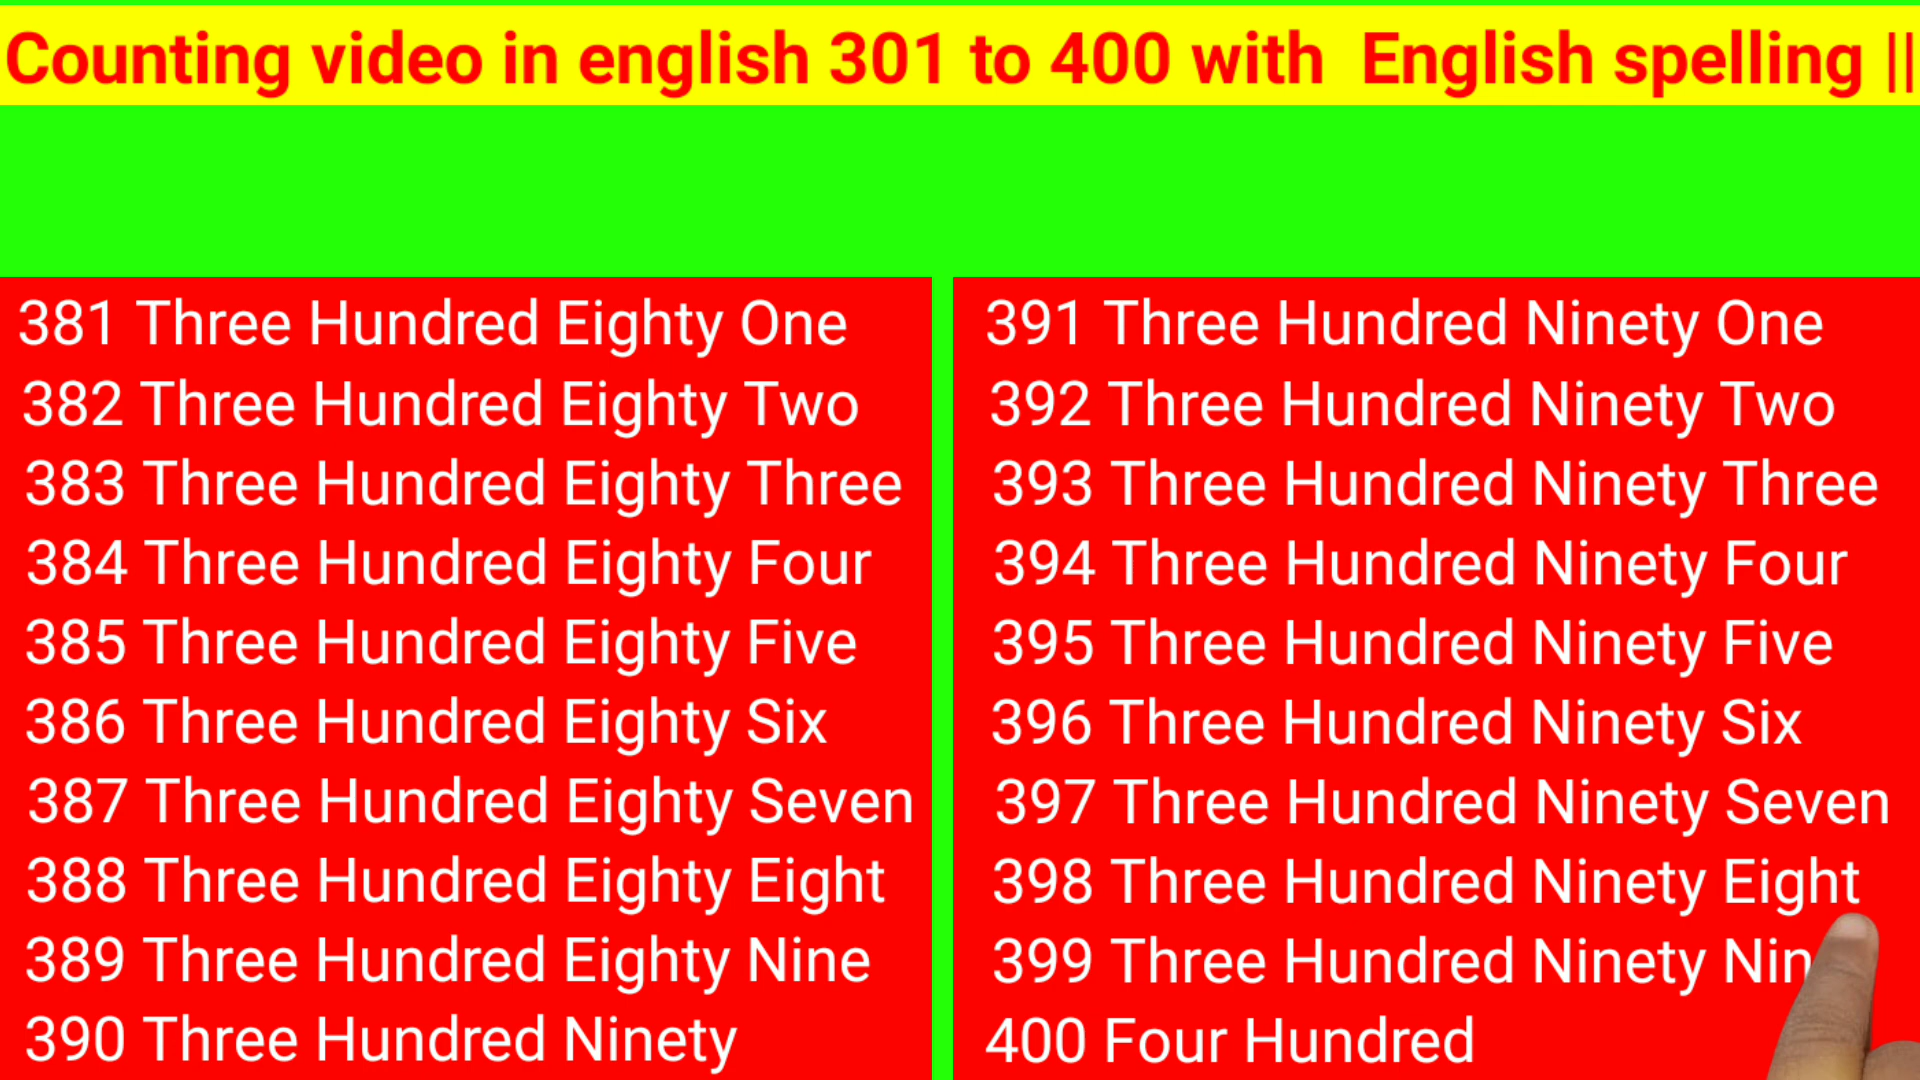 Counting video in english 301 to 400 with English spelling ||
381 Three Hundred Eighty One
382 Three Hundred Eighty Two
383 Three Hundred Eighty Three
384 Three Hundred Eighty Four
385 Three Hundred Eighty Five
386 Three Hundred Eighty Six
387 Three Hundred Eighty Seven
388 Three Hundred Eighty Eight
389 Three Hundred Eighty Nine
390 Three Hundred Ninety
391 Three Hundred Ninety One
392 Three Hundred Ninety Two
393 Three Hundred Ninety Three
394 Three Hundred Ninety Four
395 Three Hundred Ninety Five
396 Three Hundred Ninety Six
397 Three Hundred Ninety Seven
398 Three Hundred Ninety Eight
399 Three Hundred Ninety Nin
400 Four Hundred